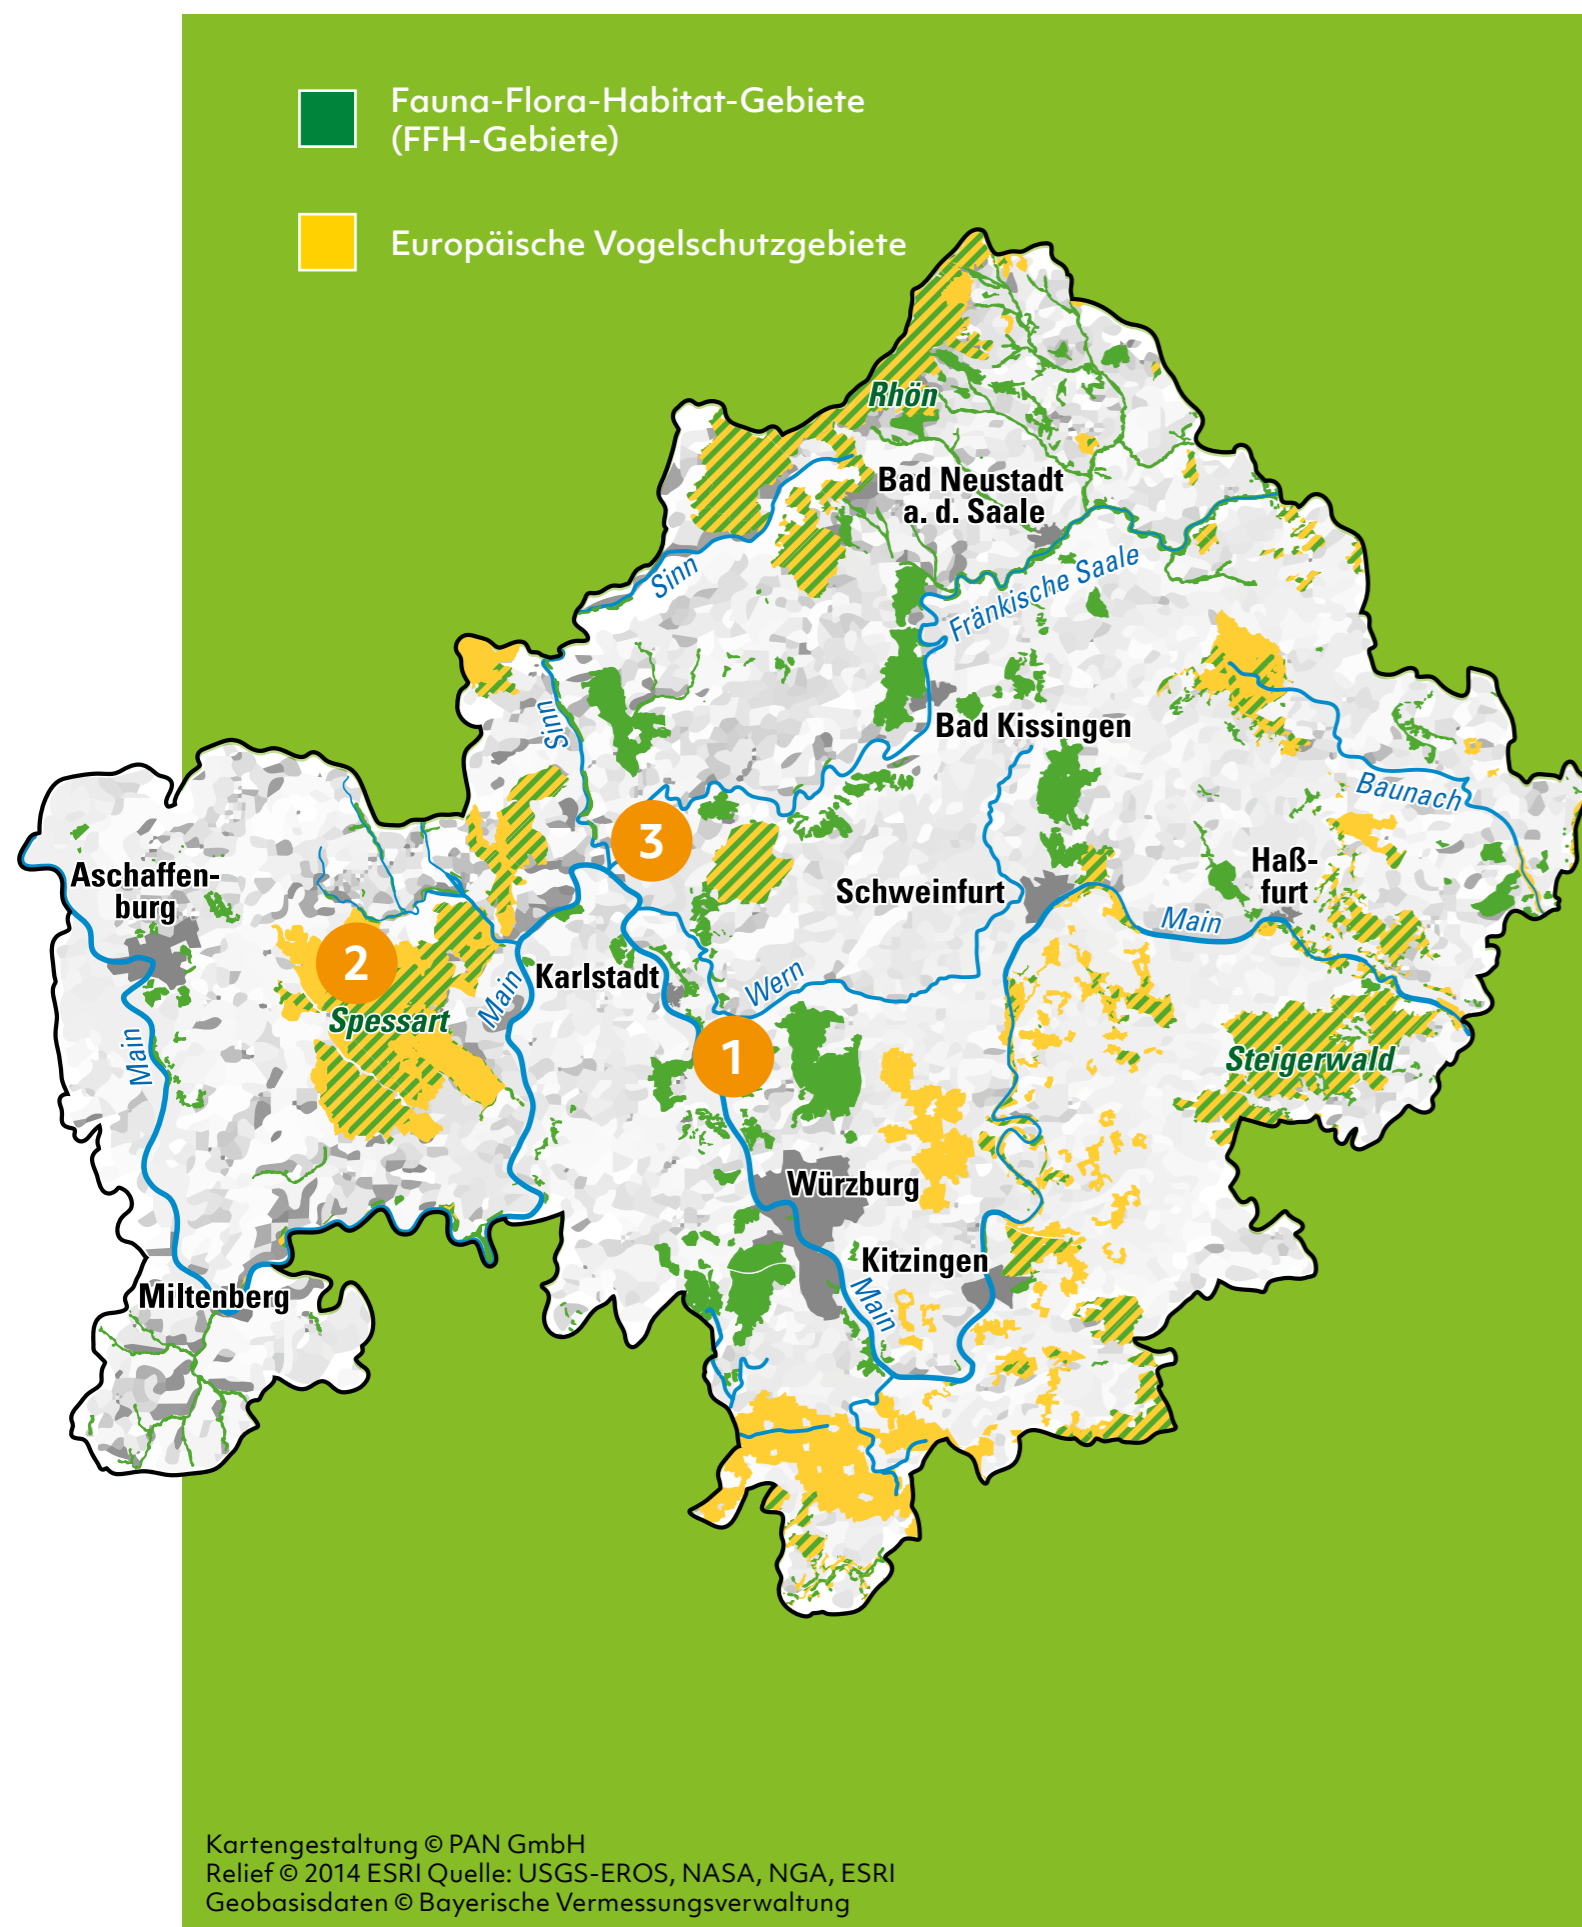 Fauna-Flora-Habitat-Gebiete
(FFH-Gebiete)
Europäische Vogelschutzgebiete
Rhön
Bad Neustadt
a. d. Saale
Sinn
Fränkische Saale
Sinn
Bad Kissingen
Baunach
3
Aschaffen-
burg
Schweinfurt
Haß-
furt
Main
2
Karlstadt
Wern
Main
Spessart
Main
1
Steigerwald
Würzburg
Kitzingen
Main
Miltenberg
Kartengestaltung © PAN GmbH
Relief © 2014 ESRI Quelle: USGS-EROS, NASA, NGA, ESRI
Geobasisdaten © Bayerische Vermessungsverwaltung